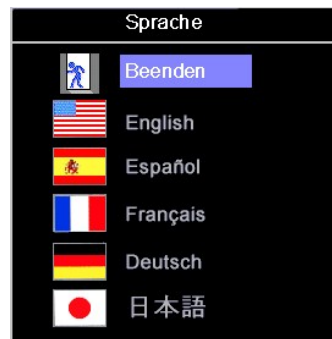 Sprache
Beenden
English
Español
Français
Deutsch
日本語